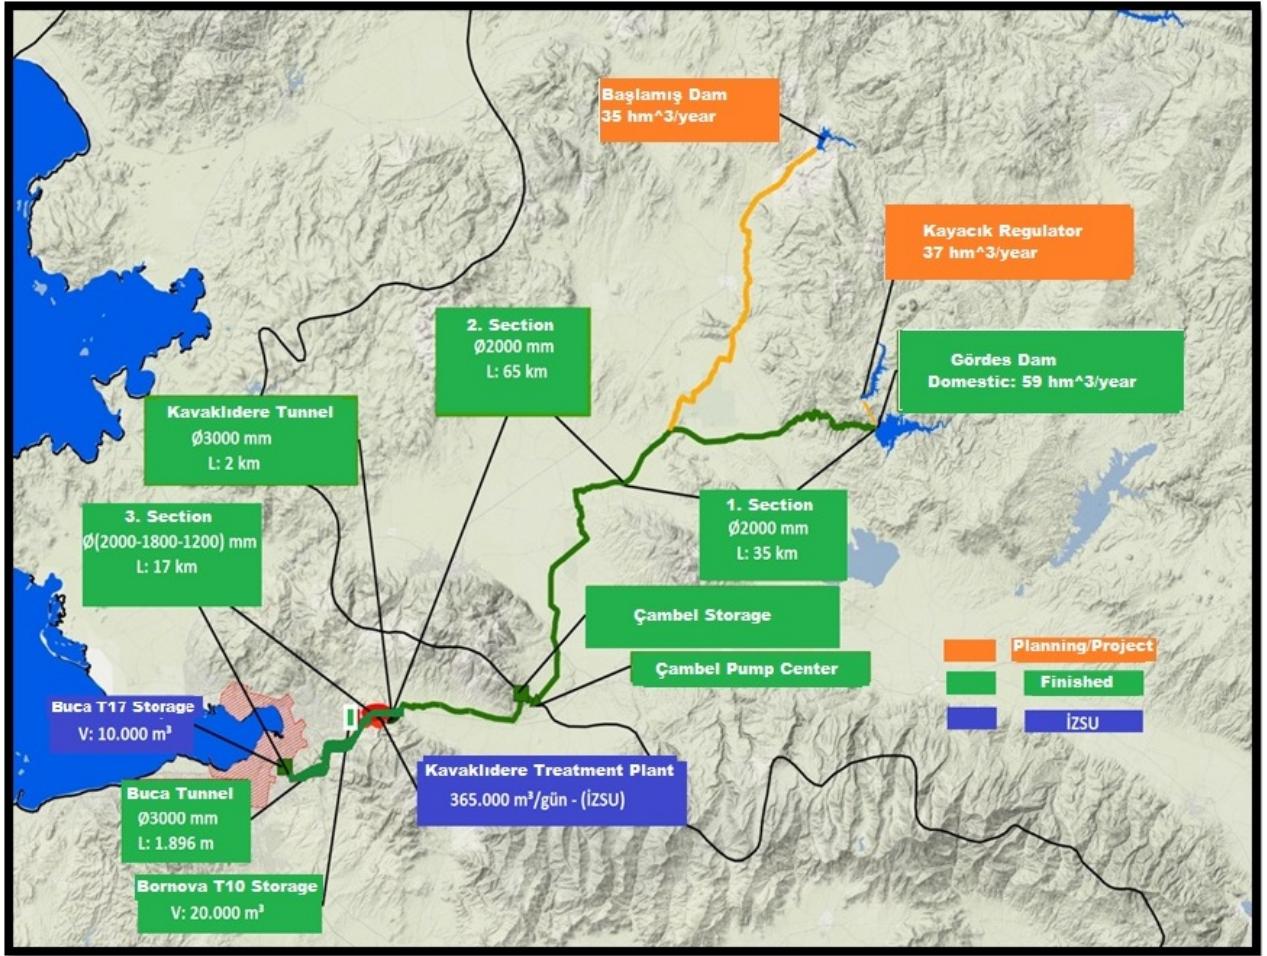 Başlamış Dam
35 hm^3/year
Kayacık Regulator
37 hm^3/year
2. Section
Ø2000 mm
L: 65 km
Gördes Dam
Domestic: 59 hm^3/year
Kavaklıdere Tunnel
Ø3000 mm
L: 2 km
3. Section
Ø(2000-1800-1200) mm
L: 17 km
1. Section
Ø2000 mm
L: 35 km
Çambel Storage
Çambel Pump Center
Planning/Project
Finished
İZSU
Buca T17 Storage
V: 10.000 m³
Kavaklıdere Treatment Plant
365.000 m³/gün - (İZSU)
Buca Tunnel
Ø3000 mm
L: 1.896 m
Bornova T10 Storage
V: 20.000 m³